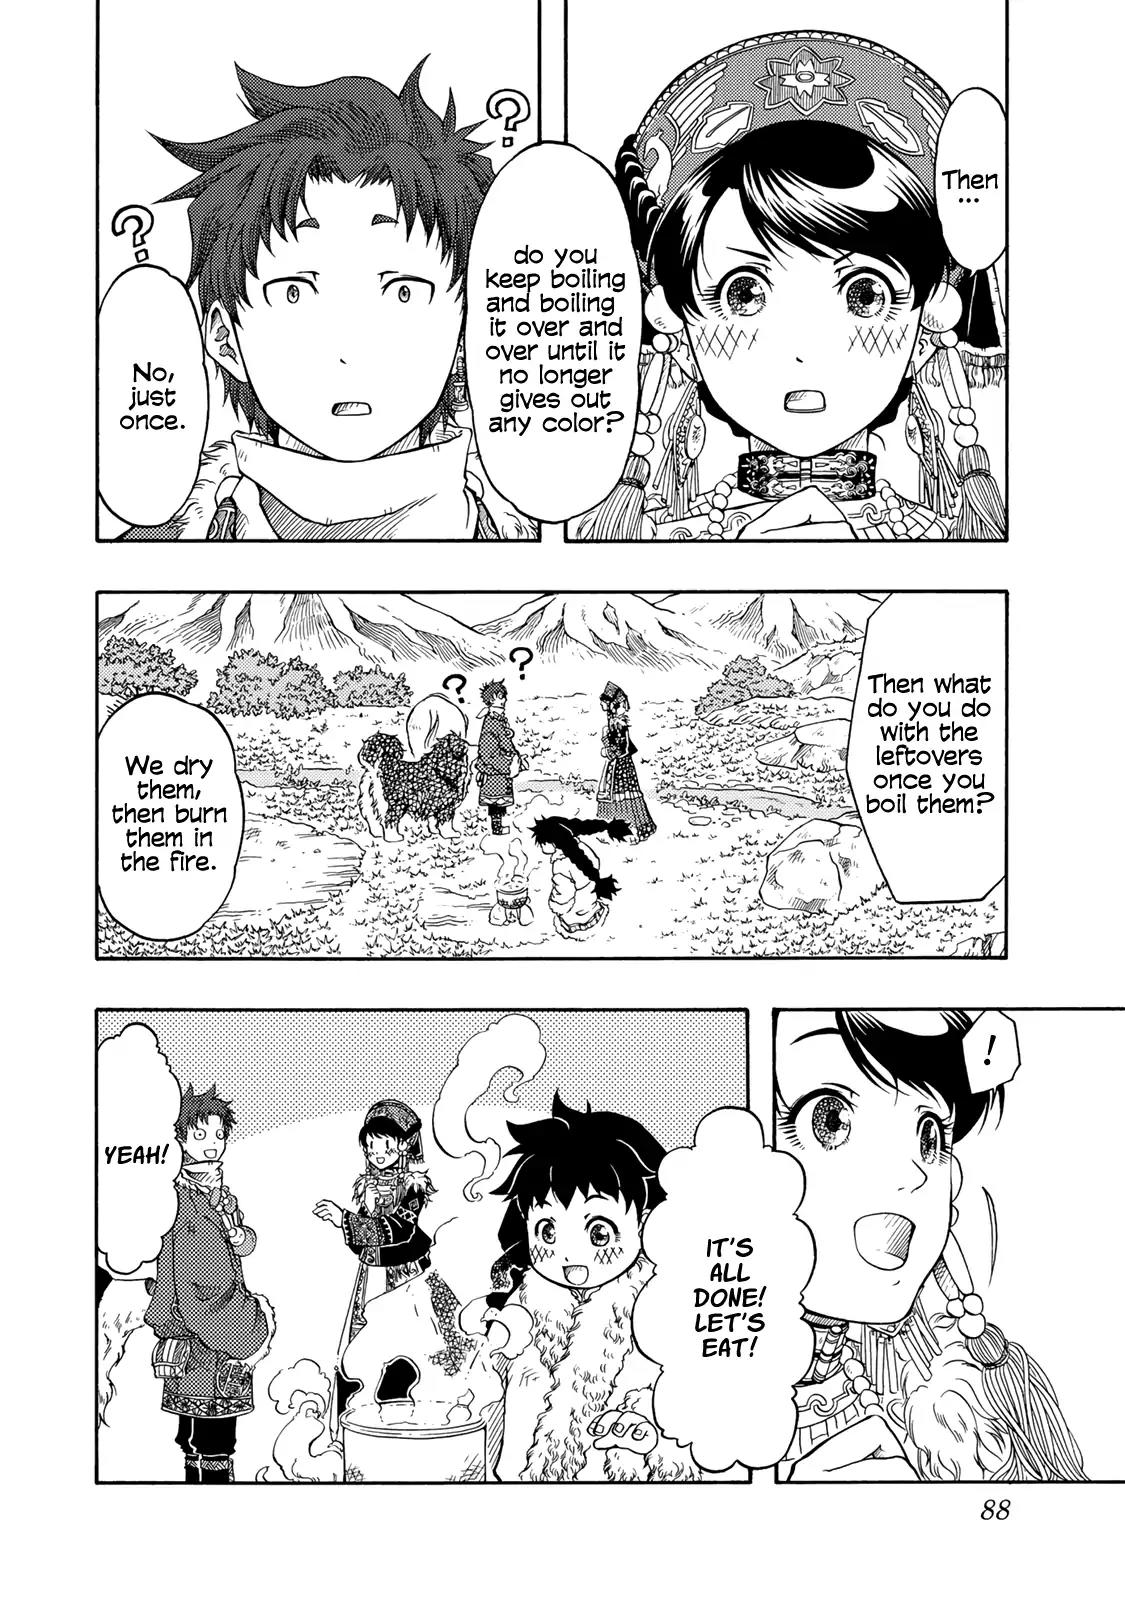 Then
...
do you
keep boiling
and boiling
it over and
over until it
no longer
gives out
any color?
?
?
No,
just
once.
Then what
do you do
with the
leftovers
once you
boil them?
?
?
We dry
them,
then burn
them in
the fire.
!
IT'S
ALL
DONE!
LET'S
EAT!
YEAH!
88